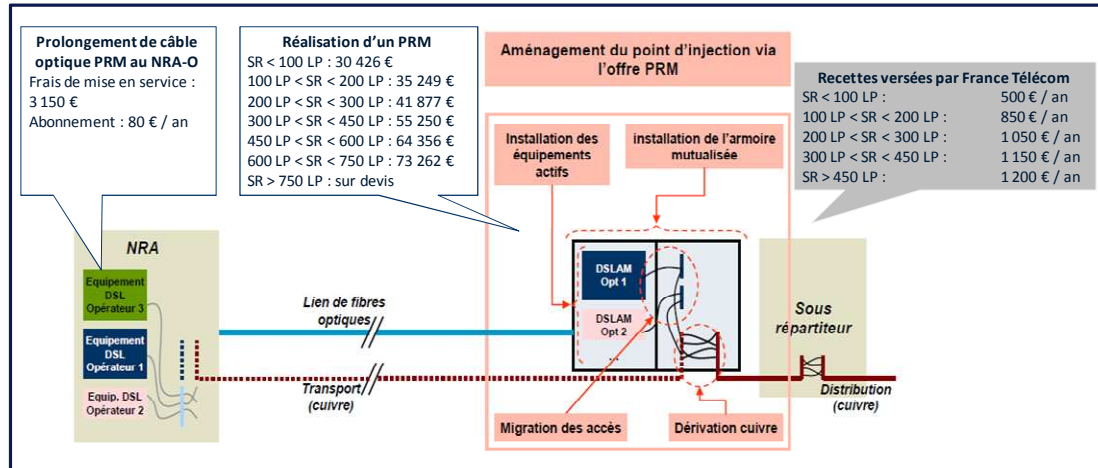 Prolongement de câble
optique PRM au NRA-O
Frais de mise en service :
3 150 €
Abonnement : 80 € / an
Réalisation d'un PRM
SR < 100 LP : 30 426 €
100 LP < SR < 200 LP : 35 249 €
200 LP < SR < 300 LP : 41 877 €
300 LP < SR < 450 LP : 55 250 €
450 LP < SR < 600 LP : 64 356 €
600 LP < SR < 750 LP : 73 262 €
SR > 750 LP : sur devis
Aménagement du point d'injection via
l'offre PRM
Recettes versées par France Télécom
SR < 100 LP : 500 € / an
100 LP < SR < 200 LP : 850 € / an
200 LP < SR < 300 LP : 1 050 € / an
300 LP < SR < 450 LP : 1 150 € / an
SR > 450 LP : 1 200 € / an
Installation des
équipements
actifs
installation de l'armoire
mutualisée
NRA
Equipement
DSL
Opérateur 3
Equipement
DSL
Opérateur 1
Equip. DSL
Opérateur 2
Lien de fibres
optiques
Transport
(cuivre)
DSLAM
Opt 1
DSLAM
Opt 2
...
Sous
répartiteur
Distribution
(cuivre)
Migration des accès
Dérivation cuivre